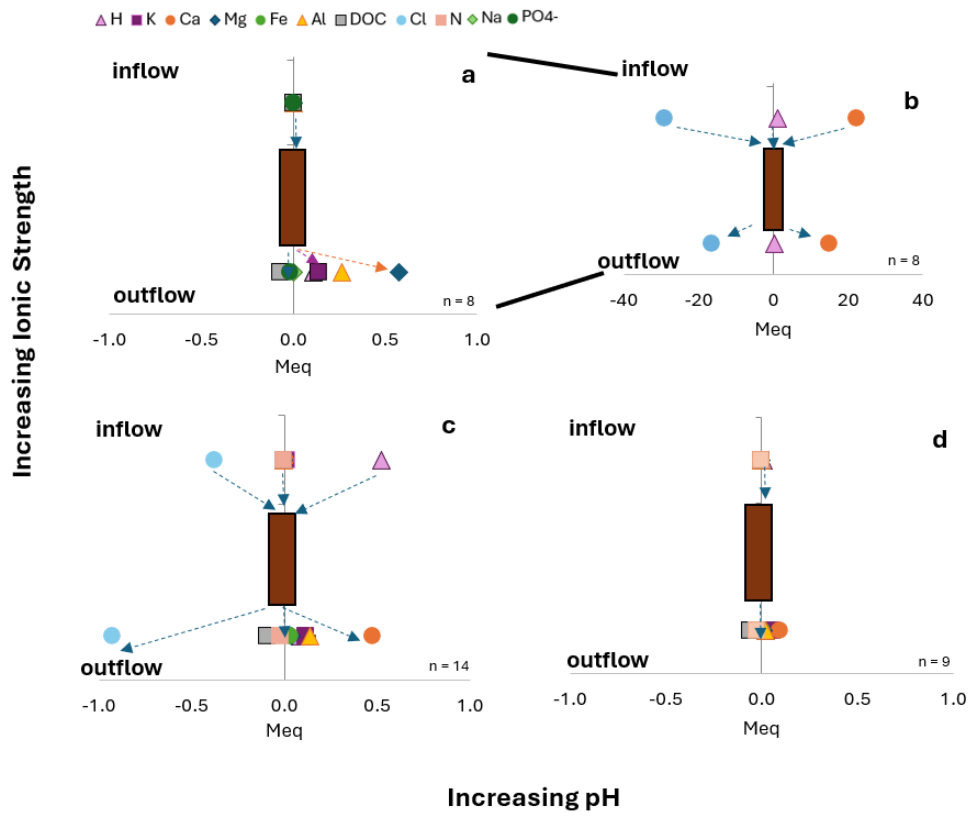 H K Ca Mg Fe Al DOC Cl N Na PO4-
inflow
a
outflow
n = 8
-1.0 -0.5 0.0 0.5 1.0
Meq
inflow
b
outflow
n = 8
-40 -20 0 20 40
Meq
Increasing Ionic Strength
inflow
c
outflow
n = 14
-1.0 -0.5 0.0 0.5 1.0
Meq
inflow
d
outflow
n = 9
-1.0 -0.5 0.0 0.5 1.0
Meq
Increasing pH